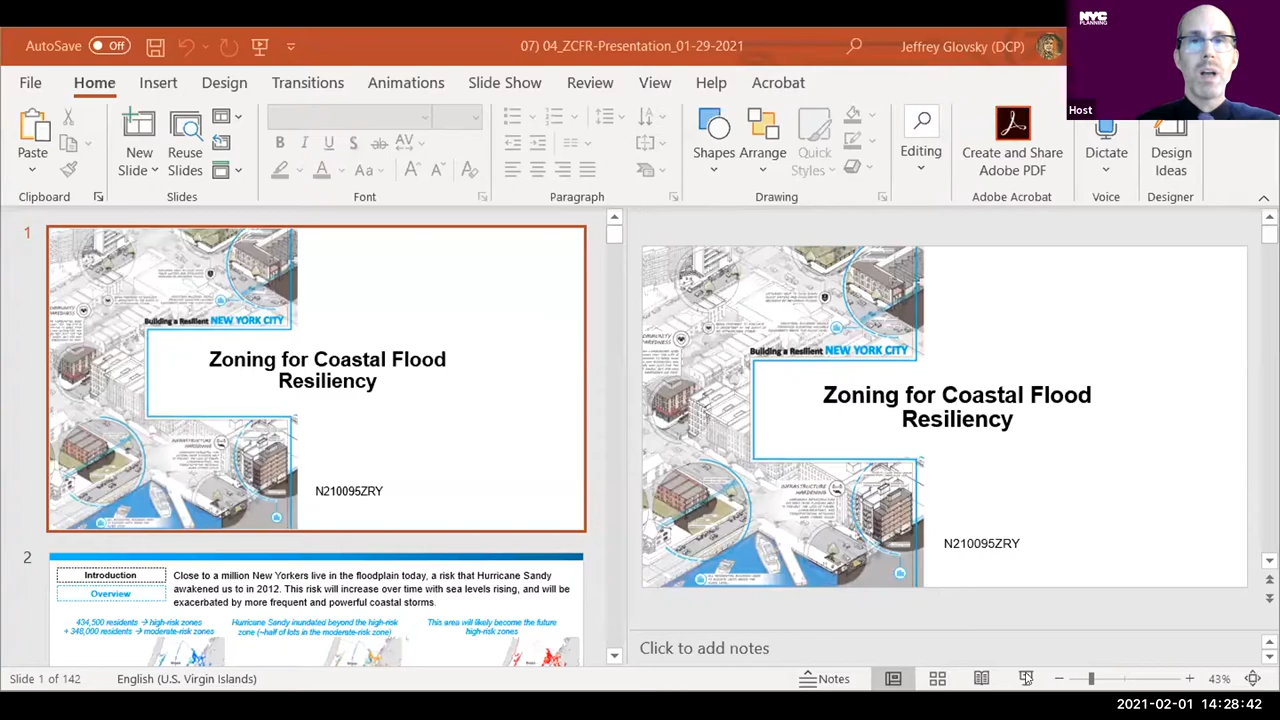 AutoSave Off
07) 04_ZCFR-Presentation_01-29-2021
Jeffrey Glovsky (DCP)
NYC
PLANNING
Host
File Home Insert Design Transitions Animations Slide Show Review View Help Acrobat
Paste
New Slide
Reuse Slides
Shapes
Arrange
Quick Styles
Editing
Create and Share Adobe PDF
Dictate
Design Ideas
Clipboard
Slides
Font
Paragraph
Drawing
Adobe Acrobat
Voice
Designer
1
Building a Resilient NEW YORK CITY
Zoning for Coastal Flood
Resiliency
N210095ZRY
2
Introduction
Overview
Close to a million New Yorkers live in the floodplain today, a risk that Hurricane Sandy
awakened us to in 2012. This risk will increase over time with sea levels rising, and will be
exacerbated by more frequent and powerful coastal storms.
434,500 residents → high-risk zones
+ 348,000 residents → moderate-risk zones
Hurricane Sandy inundated beyond the high-risk
zone (~half of lots in the moderate-risk zone)
This area will likely become the future
high-risk zones
Building a Resilient NEW YORK CITY
Zoning for Coastal Flood
Resiliency
INFRASTRUCTURE
HARDENING
N210095ZRY
Click to add notes
Slide 1 of 142
English (U.S. Virgin Islands)
Notes
43%
2021-02-01 14:28:42